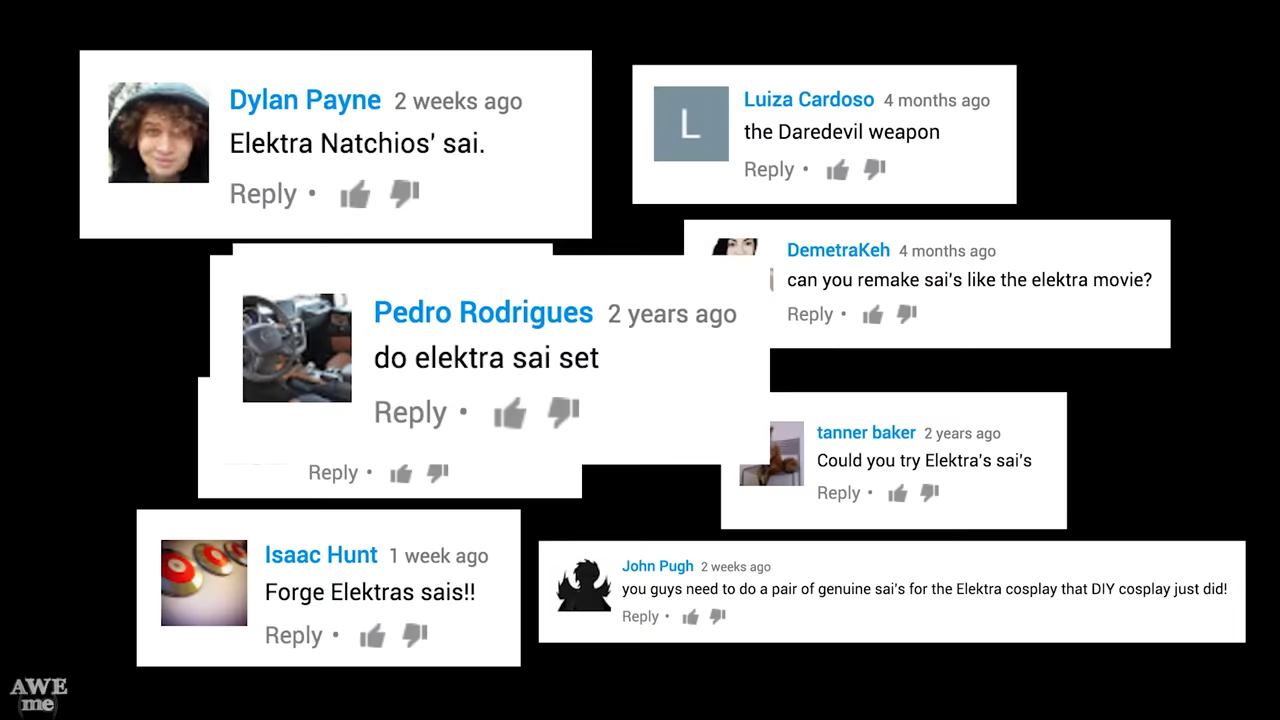 Dylan Payne 2 weeks ago
Elektra Natchios' sai.
Reply •
L
Luiza Cardoso 4 months ago
the Daredevil weapon
Reply •
DemetraKeh 4 months ago
can you remake sai's like the elektra movie?
Reply •
Pedro Rodrigues 2 years ago
do elektra sai set
Reply •
Reply •
tanner baker 2 years ago
Could you try Elektra's sai's
Reply •
Isaac Hunt 1 week ago
Forge Elektras sais!!
Reply •
John Pugh 2 weeks ago
you guys need to do a pair of genuine sai's for the Elektra cosplay that DIY cosplay just did!
Reply •
AWE
me